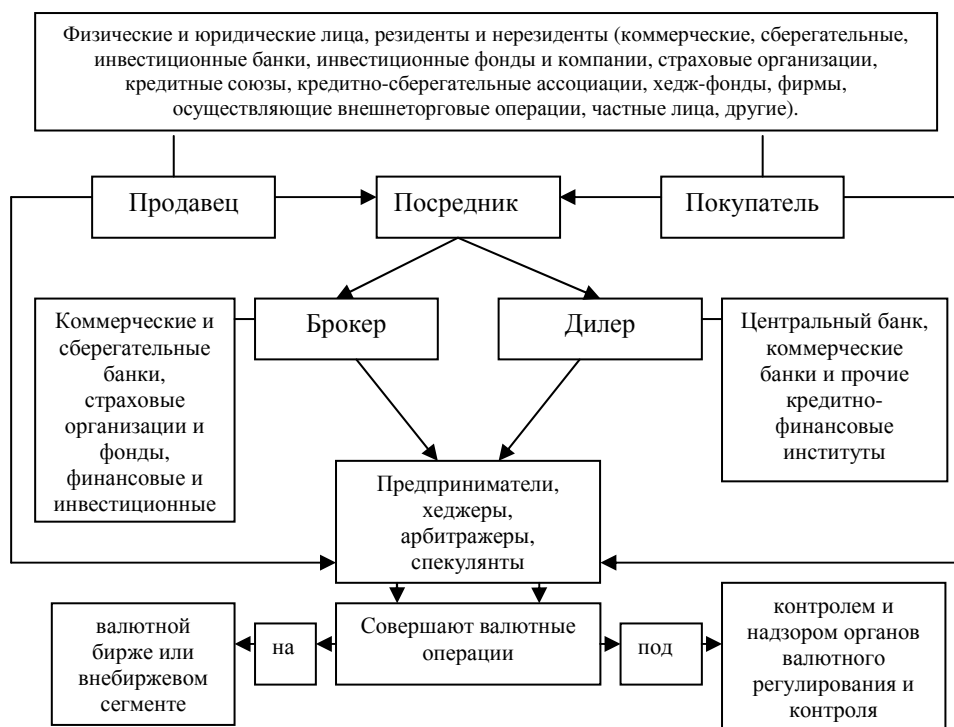 Физические и юридические лица, резиденты и нерезиденты (коммерческие, сберегательные,
инвестиционные банки, инвестиционные фонды и компании, страховые организации,
кредитные союзы, кредитно-сберегательные ассоциации, хедж-фонды, фирмы,
осуществляющие внешнеторговые операции, частные лица, другие).
Продавец
Посредник
Покупатель
Коммерческие и
сберегательные
банки,
страховые
организации и
фонды,
финансовые и
инвестиционные
Брокер
Дилер
Центральный банк,
коммерческие
банки и прочие
кредитно-
финансовые
институты
Предприниматели,
хеджеры,
арбитражеры,
спекулянты
валютной
бирже или
внебиржевом
сегменте
на
Совершают валютные
операции
под
контролем и
надзором органов
валютного
регулирования и
контроля